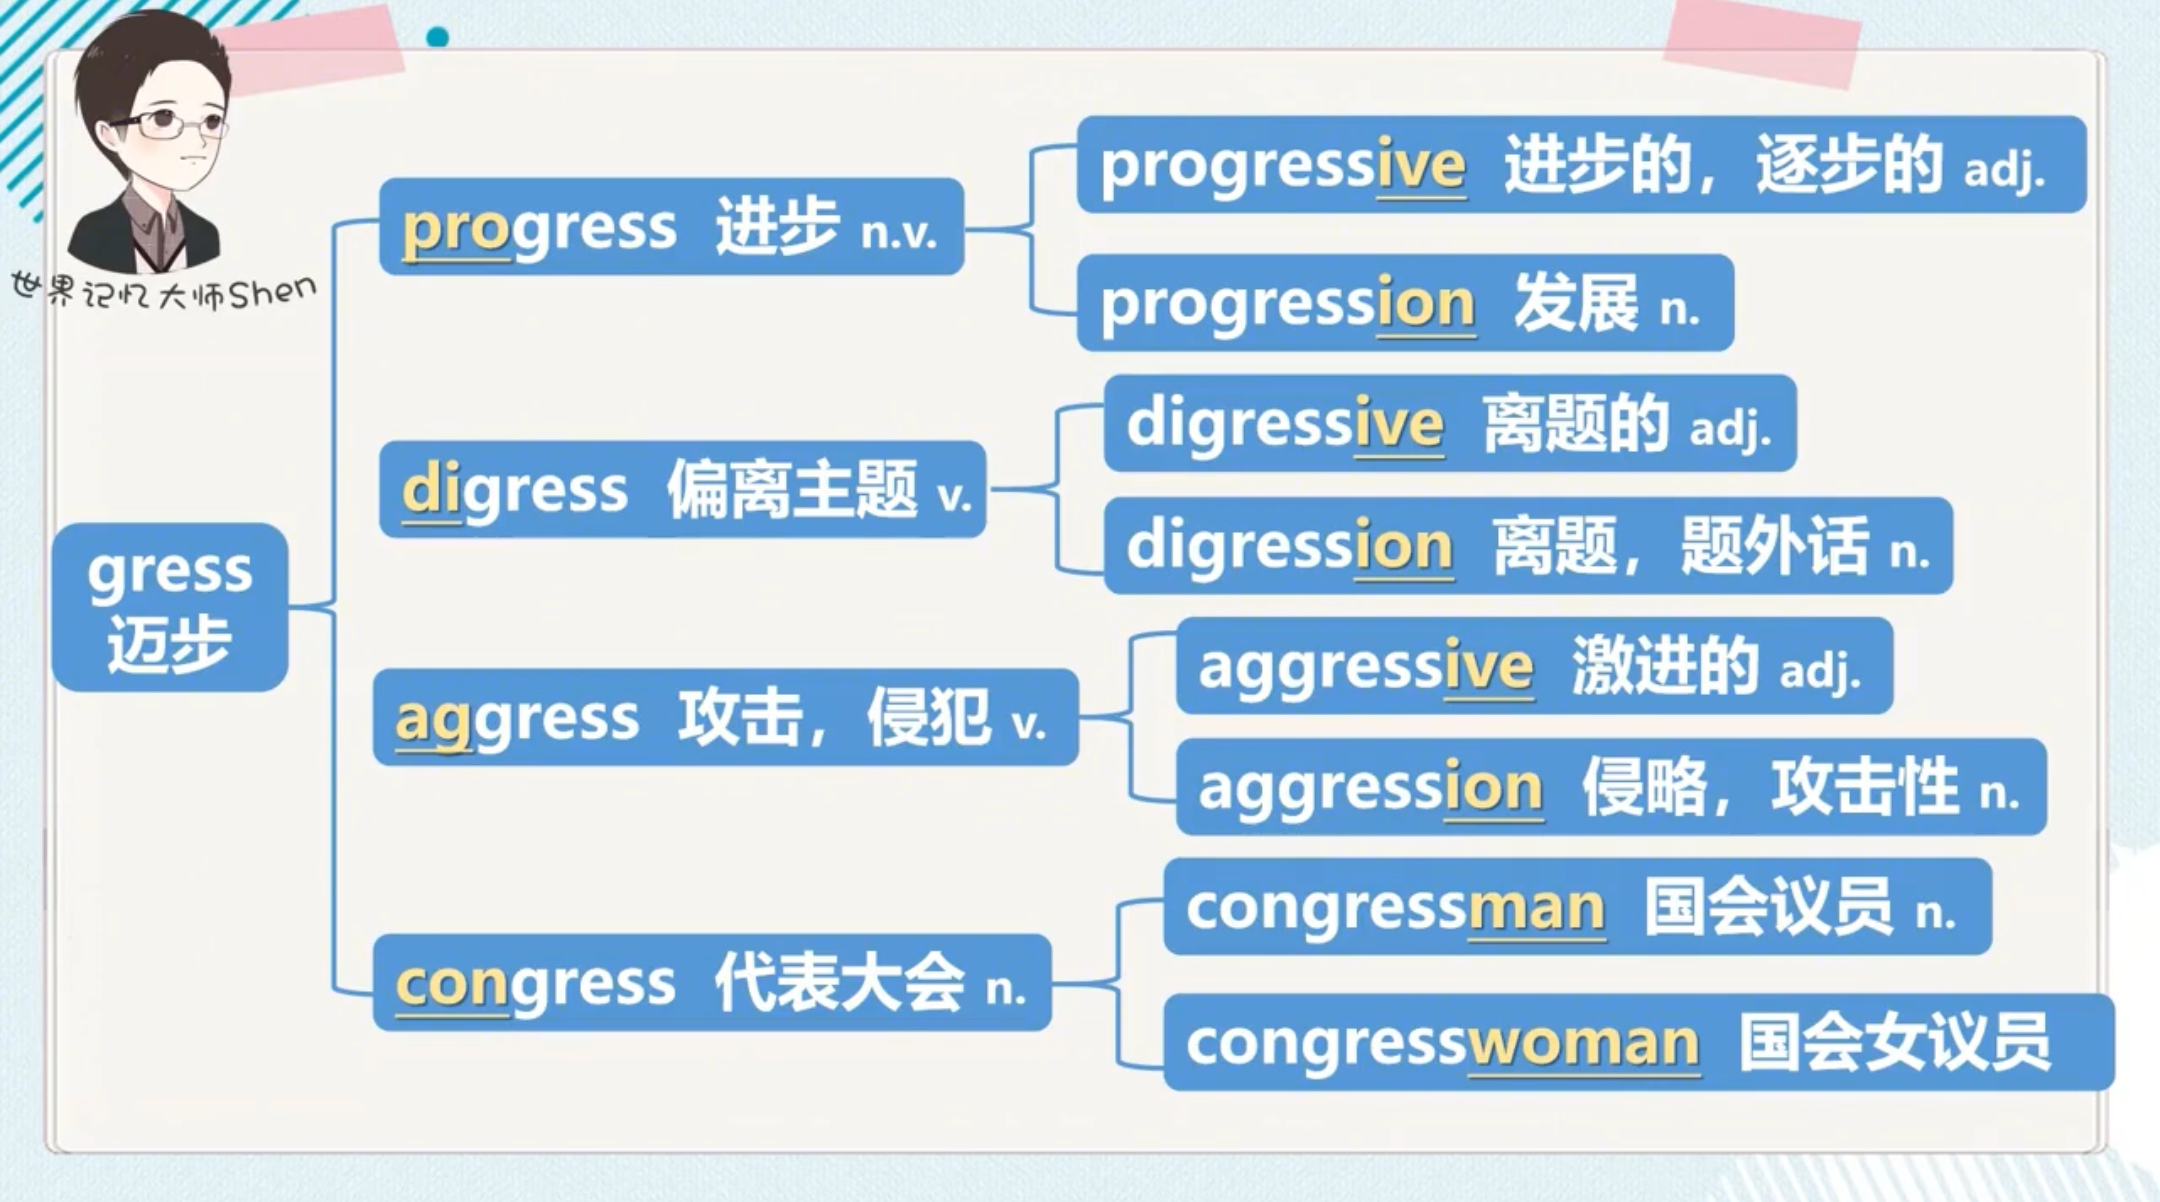 世界记忆大师Shen
gress
迈步
progress 进步 n.v.
progressive 进步的，逐步的 adj.
progression 发展 n.
digress 偏离主题 v.
digressive 离题的 adj.
digression 离题，题外话 n.
aggress 攻击，侵犯 v.
aggressive 激进的 adj.
aggression 侵略，攻击性 n.
congress 代表大会 n.
congressman 国会议员 n.
congresswoman 国会女议员